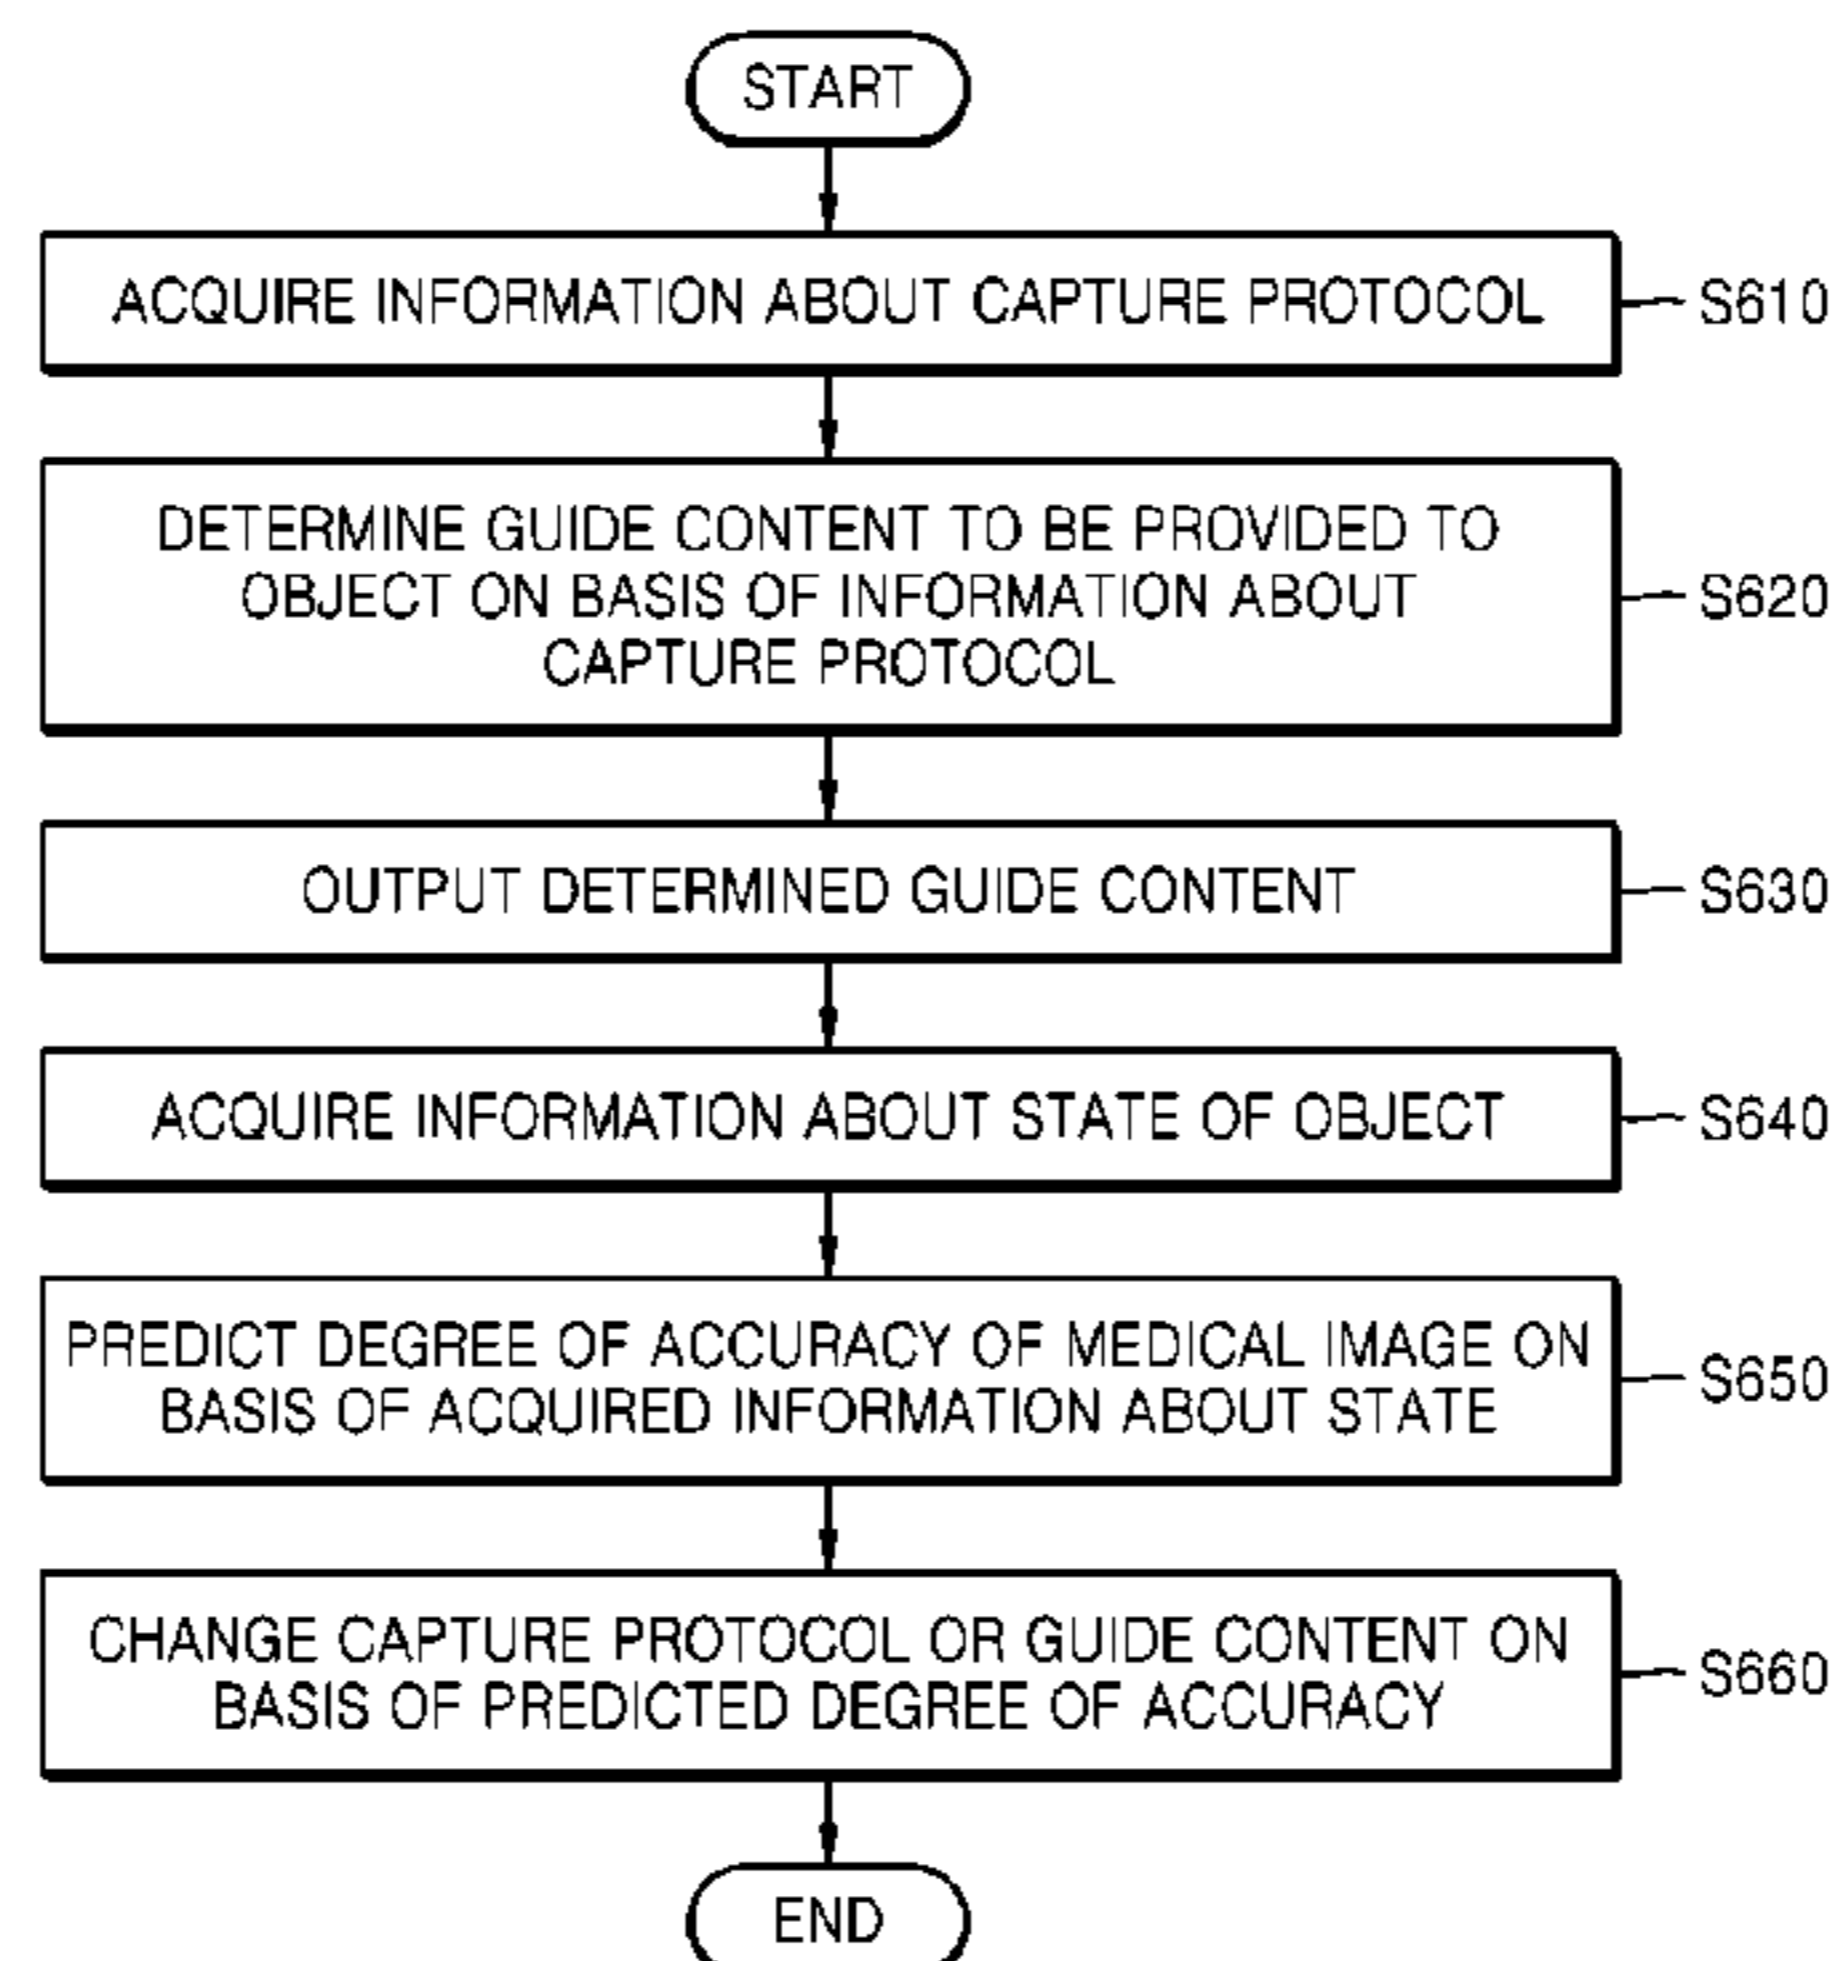 START
ACQUIRE INFORMATION ABOUT CAPTURE PROTOCOL
S610
DETERMINE GUIDE CONTENT TO BE PROVIDED TO
OBJECT ON BASIS OF INFORMATION ABOUT
CAPTURE PROTOCOL
S620
OUTPUT DETERMINED GUIDE CONTENT
S630
ACQUIRE INFORMATION ABOUT STATE OF OBJECT
S640
PREDICT DEGREE OF ACCURACY OF MEDICAL IMAGE ON
BASIS OF ACQUIRED INFORMATION ABOUT STATE
S650
CHANGE CAPTURE PROTOCOL OR GUIDE CONTENT ON
BASIS OF PREDICTED DEGREE OF ACCURACY
S660
END